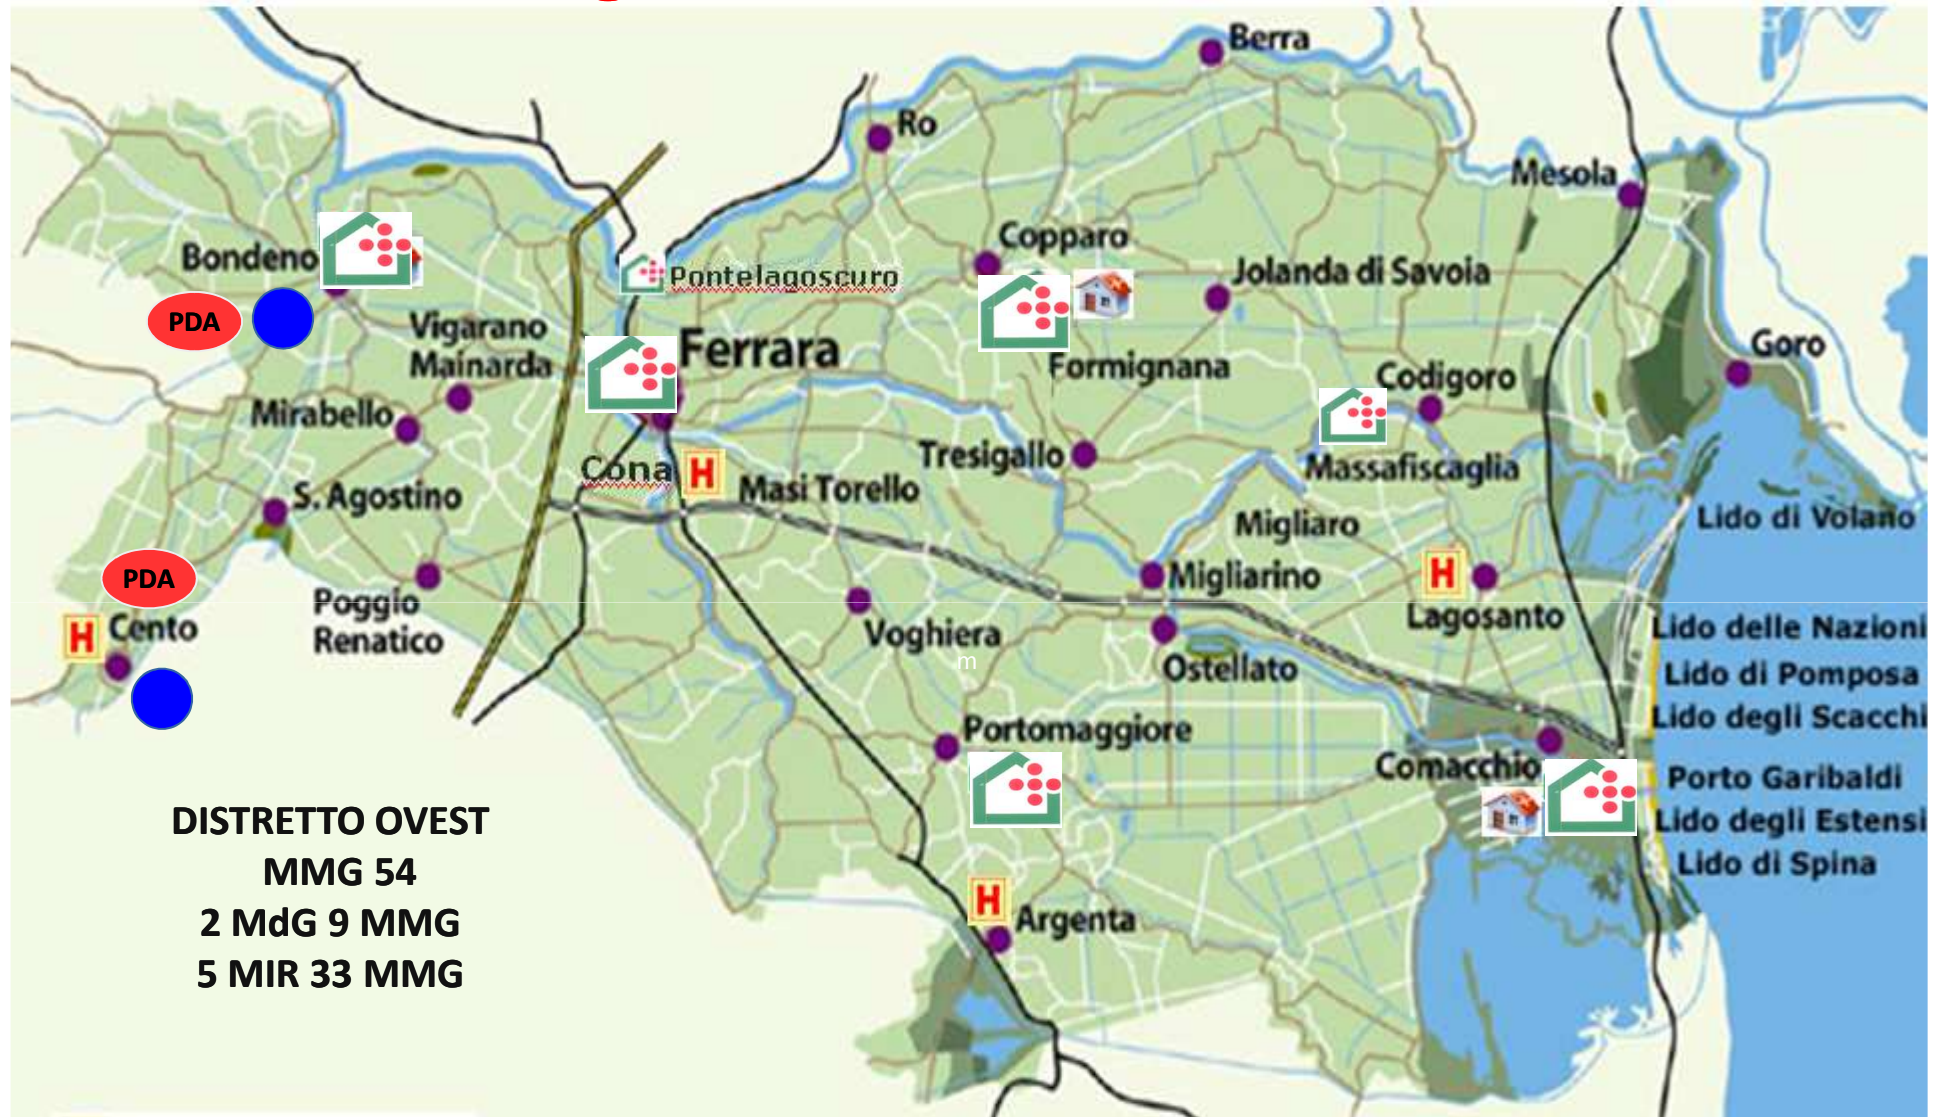 Berra
Ro
Mesola
Copparo
Bondeno
Pontelagoscuro
Jolanda di Savoia
PDA
Vigarano
Mainarda
Ferrara
Goro
Formignana
Codigoro
Mirabello
Tresigallo
Cona
H
Massafiscaglia
Masi Torello
S. Agostino
Lido di Volano
Migliaro
PDA
Migliarino
H
Poggio
Renatico
Lagosanto
H
Cento
Voghiera
Lido delle Nazioni
m
Ostellato
Lido di Pomposa
Lido degli Scacchi
Portomaggiore
Comacchio
Porto Garibaldi
Lido degli Estensi
Lido di Spina
H
Argenta
DISTRETTO OVEST
MMG 54
2 MdG 9 MMG
5 MIR 33 MMG